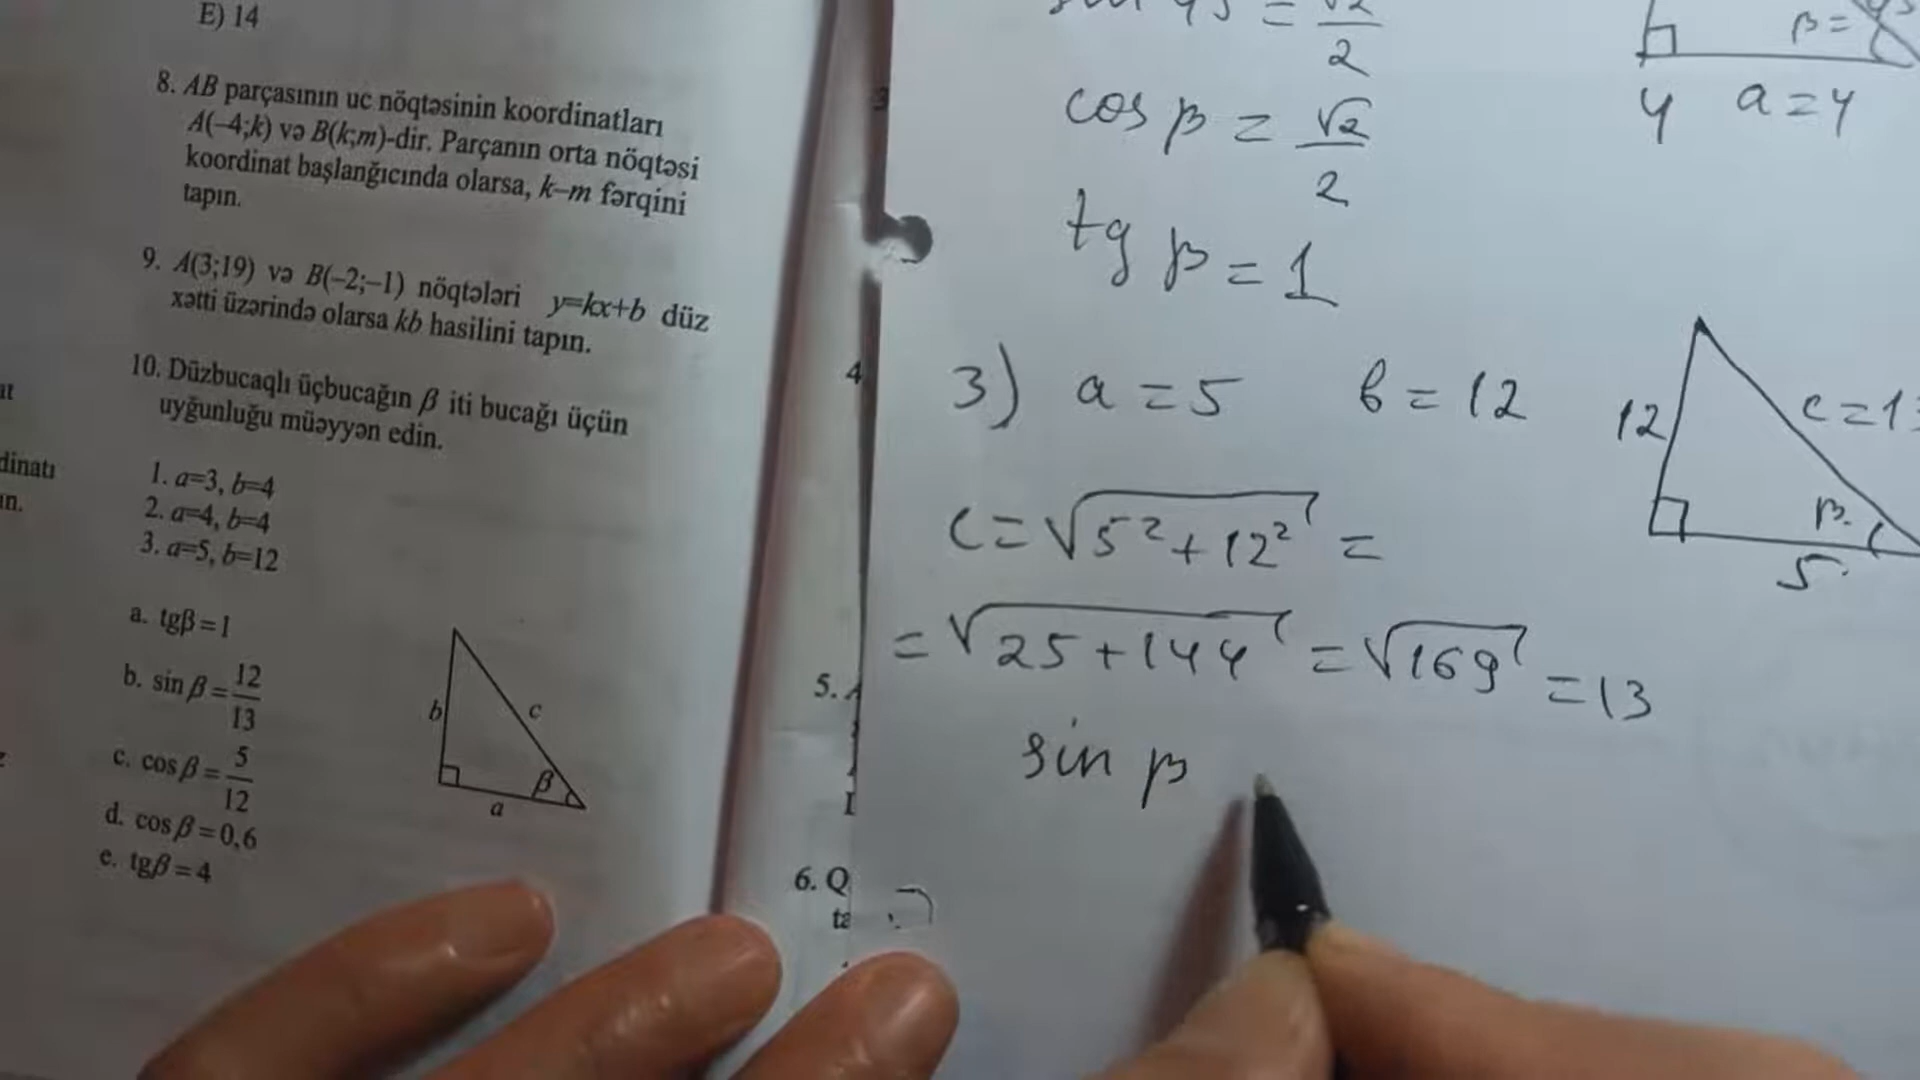 E) 14
8. AB parçasının uc nöqtəsinin koordinatları
A(–4;k) və B(k;m)-dir. Parçanın orta nöqtəsi
koordinat başlanğıcında olarsa, k–m fərqini
tapın.
9. A(3;19) və B(–2;–1) nöqtələri y=kx+b düz
xətti üzərində olarsa kb hasilini tapın.
10. Düzbucaqlı üçbucağın β iti bucağı üçün
uyğunluğu müəyyən edin.
1. a=3, b=4
2. a=4, b=4
3. a=5, b=12
a. tgβ = 1
b. sin β = 12/13
c. cos β = 5/12
d. cos β = 0,6
e. tgβ = 4
b
c
a
β
4
5.
6. Q
cos β = √2/2
tg β = 1
β =
4 a = 4
3) a = 5 b = 12
12
β
5
c = √5² + 12² =
= √25 + 144 = √169 = 13
sin β